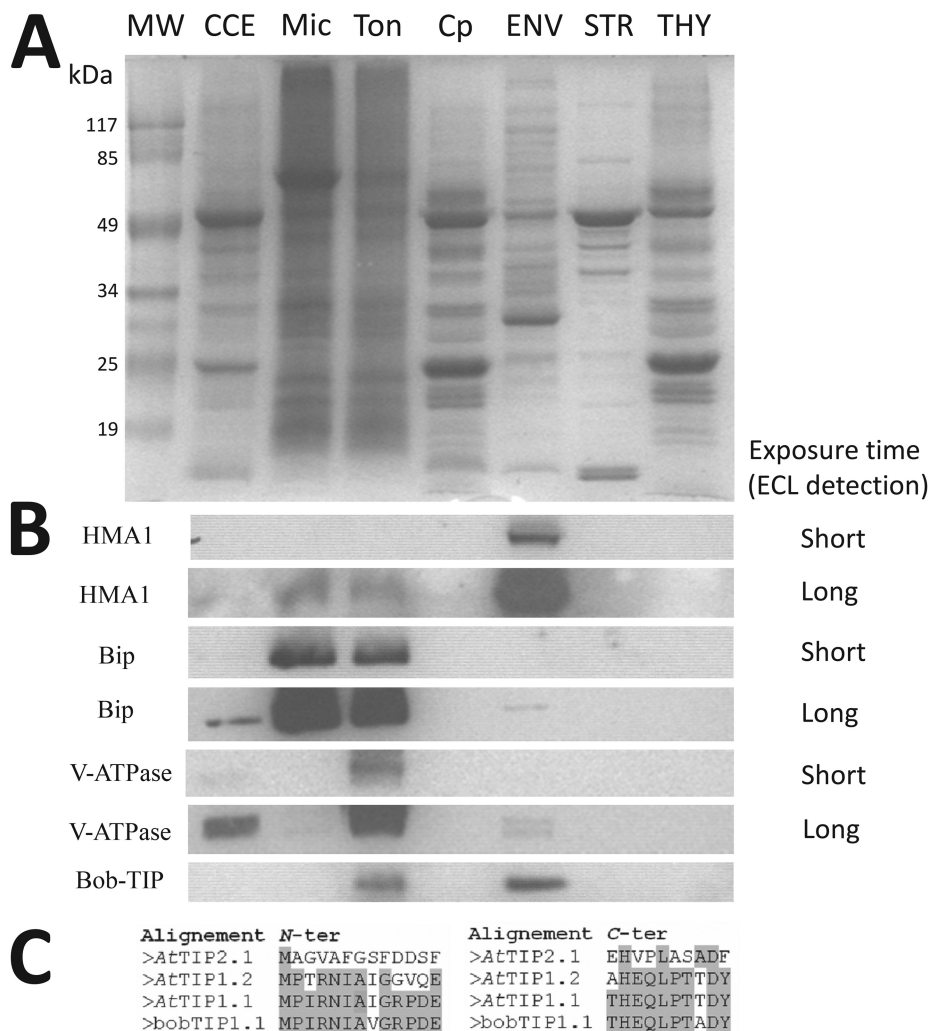 A
MW CCE Mic Ton Cp ENV STR THY
kDa
117
85
49
34
25
19
Exposure time
(ECL detection)
B
HMA1 Short
HMA1 Long
Bip Short
Bip Long
V-ATPase Short
V-ATPase Long
Bob-TIP
C
Alignement N-ter
>AtTIP2.1 MAGVAFGSFDDSF
>AtTIP1.2 MPTRNIAIGGVQE
>AtTIP1.1 MPIRNIAIGRPDE
>bobTIP1.1 MPIRNIAVGRPDE
Alignement C-ter
>AtTIP2.1 EHVPLASADF
>AtTIP1.2 AHEQLPTTDY
>AtTIP1.1 THEQLPTTDY
>bobTIP1.1 THEQLPTADY